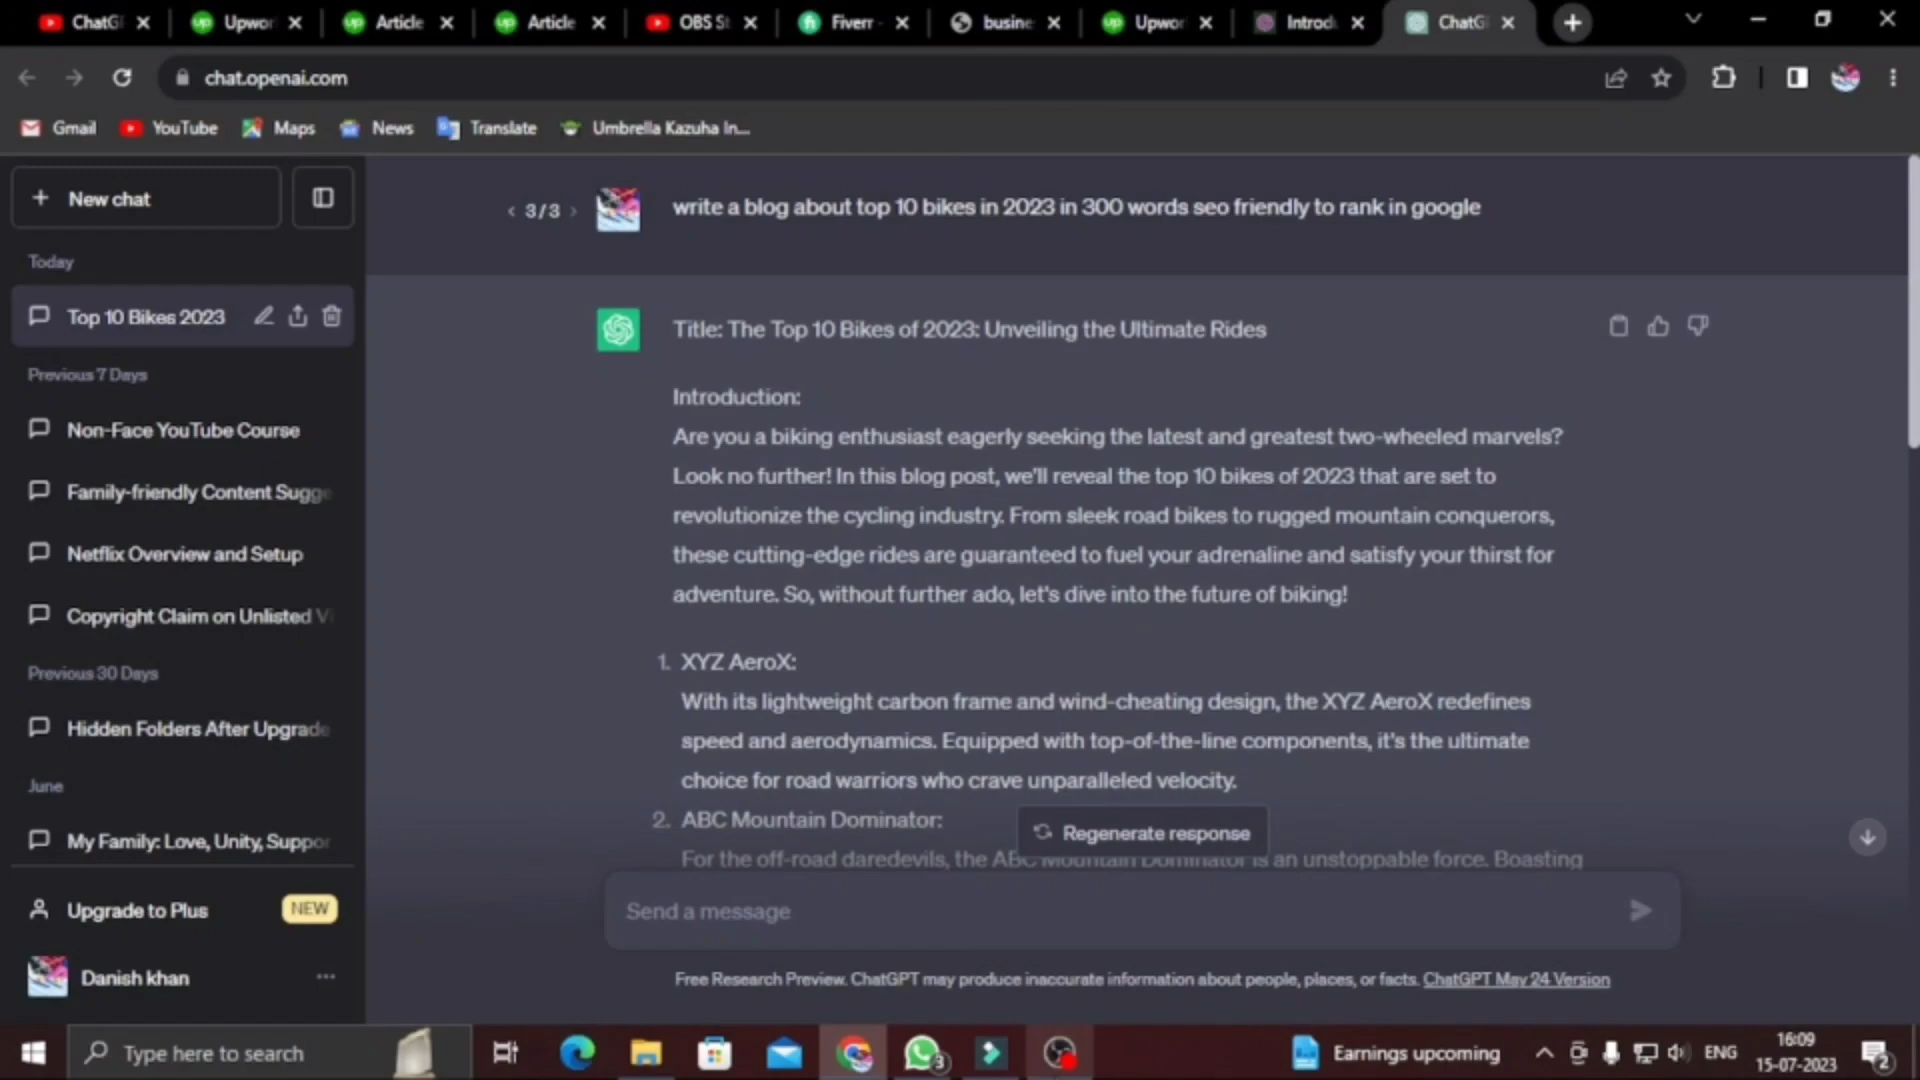 ChatG
Upwor
Article
Article
OBS St
Fiverr -
busine
Upwor
Introdu
ChatG
chat.openai.com
Gmail
YouTube
Maps
News
Translate
Umbrella Kazuha In...
+ New chat
Today
Top 10 Bikes 2023
Previous 7 Days
Non-Face YouTube Course
Family-friendly Content Sugge
Netflix Overview and Setup
Copyright Claim on Unlisted Vi
Previous 30 Days
Hidden Folders After Upgrade
June
My Family: Love, Unity, Suppor
Upgrade to Plus NEW
Danish khan ...
< 3/3 >
write a blog about top 10 bikes in 2023 in 300 words seo friendly to rank in google
Title: The Top 10 Bikes of 2023: Unveiling the Ultimate Rides
Introduction:
Are you a biking enthusiast eagerly seeking the latest and greatest two-wheeled marvels?
Look no further! In this blog post, we'll reveal the top 10 bikes of 2023 that are set to
revolutionize the cycling industry. From sleek road bikes to rugged mountain conquerors,
these cutting-edge rides are guaranteed to fuel your adrenaline and satisfy your thirst for
adventure. So, without further ado, let's dive into the future of biking!
1. XYZ AeroX:
With its lightweight carbon frame and wind-cheating design, the XYZ AeroX redefines
speed and aerodynamics. Equipped with top-of-the-line components, it's the ultimate
choice for road warriors who crave unparalleled velocity.
2. ABC Mountain Dominator:
Regenerate response
For the off-road daredevils, the ABC Mountain Dominator is an unstoppable force. Boasting
Send a message
Free Research Preview. ChatGPT may produce inaccurate information about people, places, or facts. ChatGPT May 24 Version
Type here to search
3
Earnings upcoming
ENG
16:09
15-07-2023
2